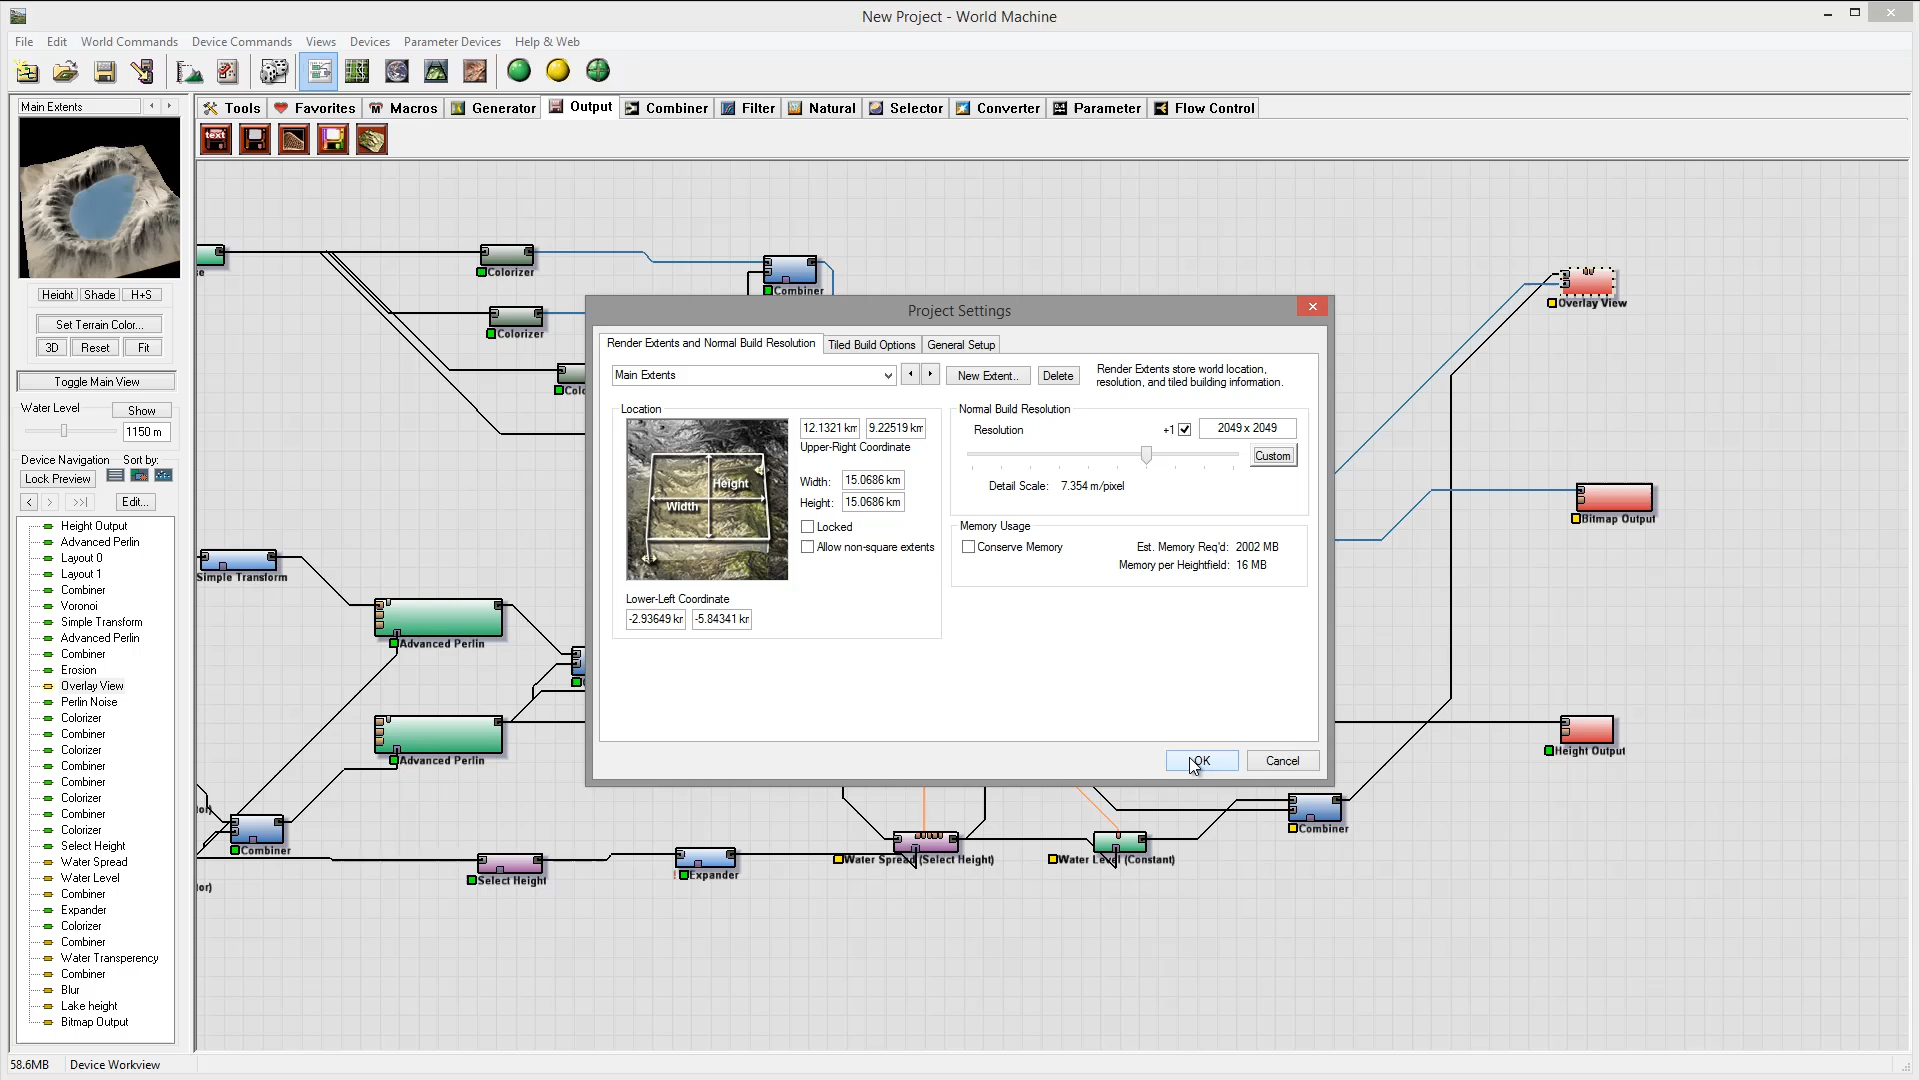 New Project - World Machine
File Edit World Commands Device Commands Views Devices Parameter Devices Help & Web
Main Extents
Tools Favorites Macros Generator Output Combiner Filter Natural Selector Converter Parameter Flow Control
text
Height Shade H+S
Set Terrain Color...
3D Reset Fit
Toggle Main View
Water Level Show
1150 m
Device Navigation Sort by:
Lock Preview
< > >>| Edit...
Height Output
Advanced Perlin
Layout 0
Layout 1
Combiner
Voronoi
Simple Transform
Advanced Perlin
Combiner
Erosion
Overlay View
Perlin Noise
Colorizer
Combiner
Colorizer
Combiner
Combiner
Colorizer
Combiner
Colorizer
Select Height
Water Spread
Water Level
Combiner
Expander
Colorizer
Combiner
Water Transperency
Combiner
Blur
Lake height
Bitmap Output
58.6MB Device Workview
Colorizer
Combiner
Colorizer
Overlay View
Bitmap Output
Simple Transform
Advanced Perlin
Advanced Perlin
Height Output
Combiner
Combiner
Select Height
Expander
Water Spread (Select Height)
Water Level (Constant)
Project Settings
Render Extents and Normal Build Resolution Tiled Build Options General Setup
Main Extents
New Extent.. Delete
Render Extents store world location,
resolution, and tiled building information.
Location
Height
Width
12.1321 km 9.22519 km
Upper-Right Coordinate
Width: 15.0686 km
Height: 15.0686 km
Locked
Allow non-square extents
Lower-Left Coordinate
-2.93649 kr -5.84341 kr
Normal Build Resolution
Resolution +1 2049 x 2049
Custom
Detail Scale: 7.354 m/pixel
Memory Usage
Conserve Memory Est. Memory Req'd: 2002 MB
Memory per Heightfield: 16 MB
OK Cancel